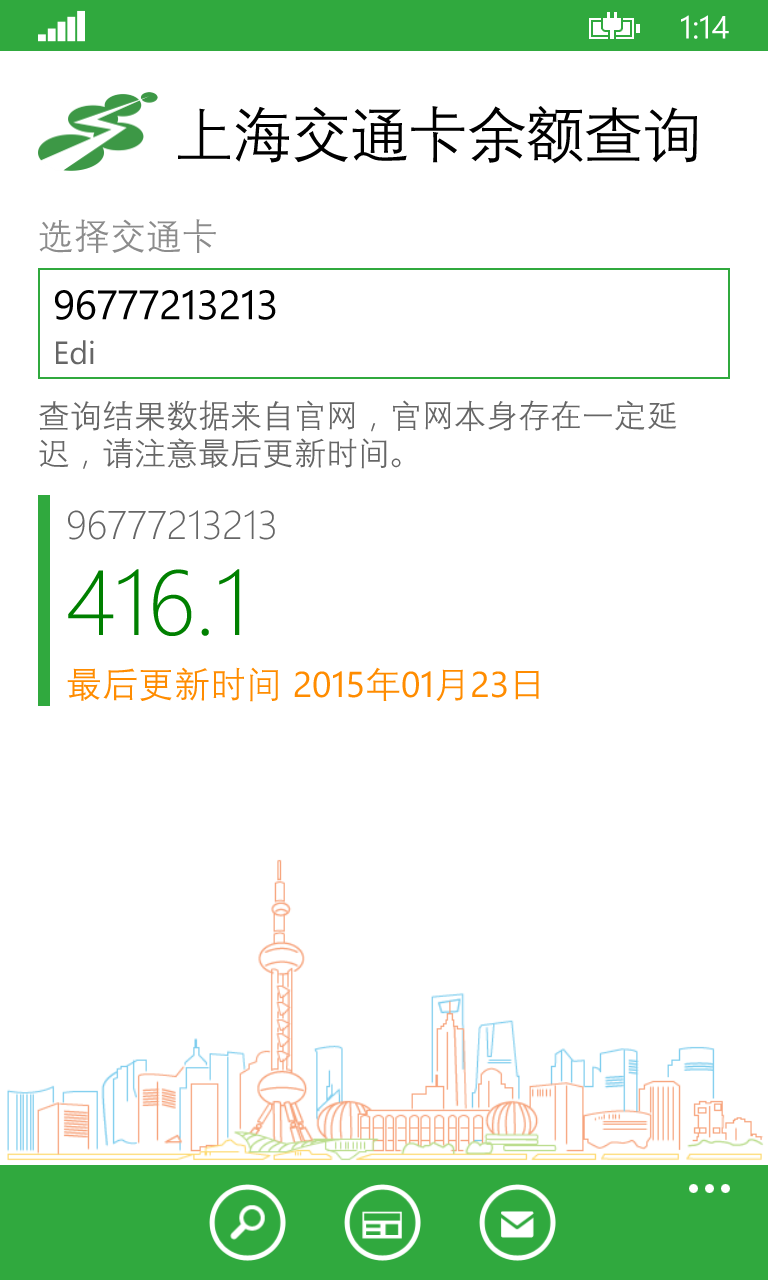 1:14
上海交通卡余额查询
选择交通卡
96777213213
Edi
查询结果数据来自官网，官网本身存在一定延
迟，请注意最后更新时间。
96777213213
416.1
最后更新时间 2015年01月23日